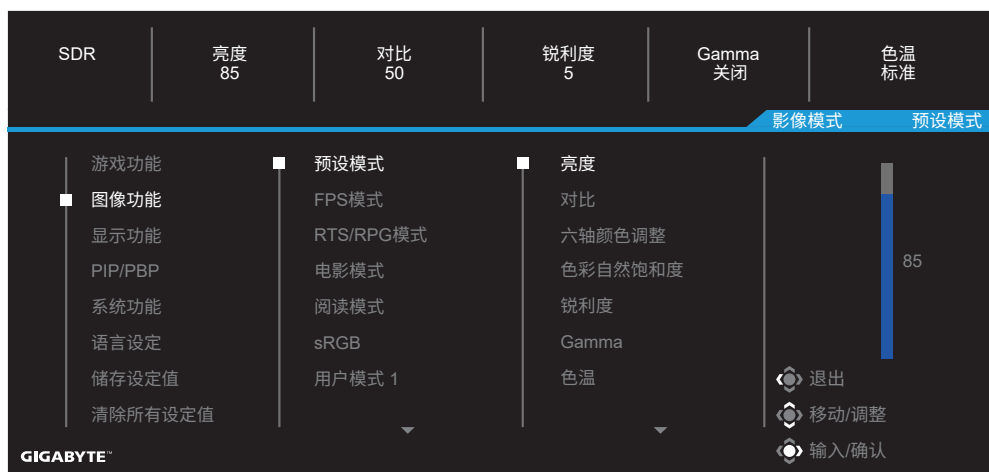 SDR
亮度
85
对比
50
锐利度
5
Gamma
关闭
色温
标准
影像模式
预设模式
游戏功能
图像功能
显示功能
PIP/PBP
系统功能
语言设定
储存设定值
清除所有设定值
预设模式
FPS模式
RTS/RPG模式
电影模式
阅读模式
sRGB
用户模式 1
亮度
对比
六轴颜色调整
色彩自然饱和度
锐利度
Gamma
色温
85
退出
移动/调整
输入/确认
GIGABYTE™